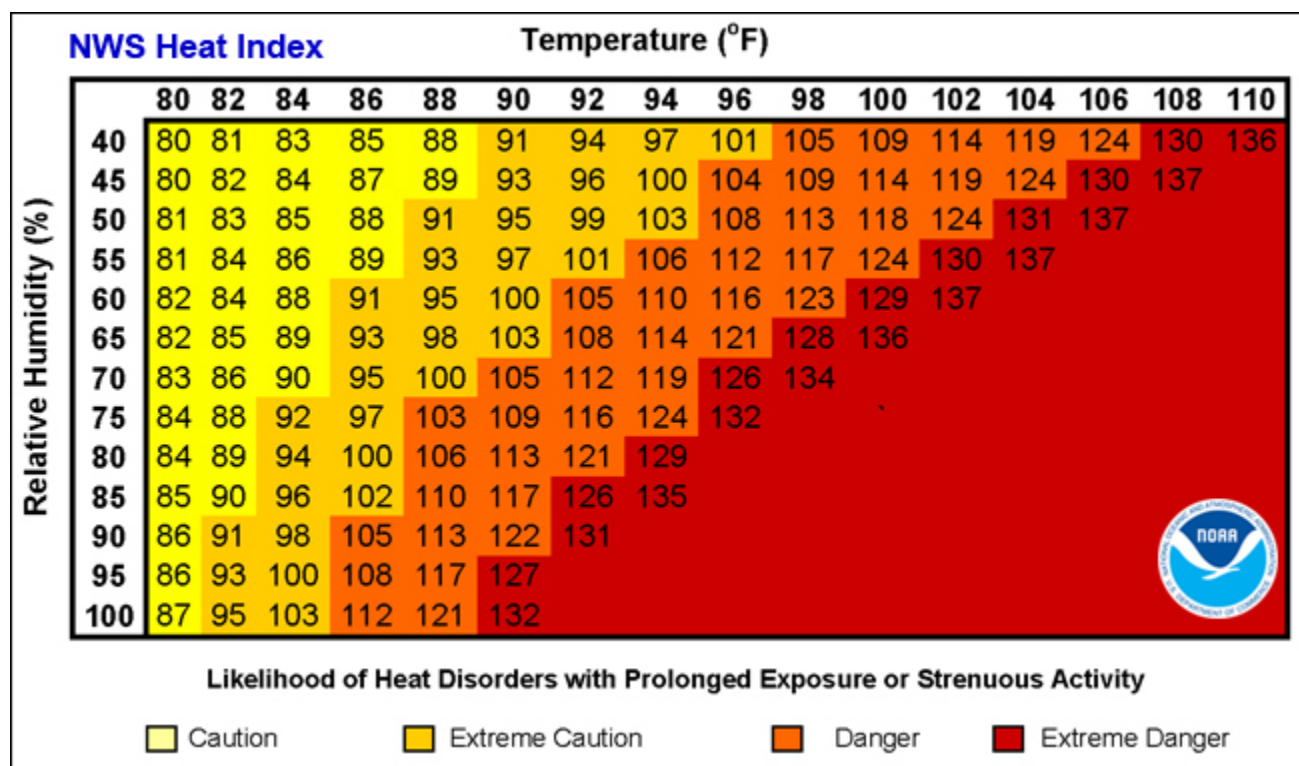 NWS Heat Index
Temperature (°F)
80 82 84 86 88 90 92 94 96 98 100 102 104 106 108 110
Relative Humidity (%)
40 80 81 83 85 88 91 94 97 101 105 109 114 119 124 130 136
45 80 82 84 87 89 93 96 100 104 109 114 119 124 130 137
50 81 83 85 88 91 95 99 103 108 113 118 124 131 137
55 81 84 86 89 93 97 101 106 112 117 124 130 137
60 82 84 88 91 95 100 105 110 116 123 129 137
65 82 85 89 93 98 103 108 114 121 128 136
70 83 86 90 95 100 105 112 119 126 134
75 84 88 92 97 103 109 116 124 132
80 84 89 94 100 106 113 121 129
85 85 90 96 102 110 117 126 135
90 86 91 98 105 113 122 131
95 86 93 100 108 117 127
100 87 95 103 112 121 132
NATIONAL OCEANIC AND ATMOSPHERIC ADMINISTRATION
NOAA
U.S. DEPARTMENT OF COMMERCE
Likelihood of Heat Disorders with Prolonged Exposure or Strenuous Activity
Caution
Extreme Caution
Danger
Extreme Danger